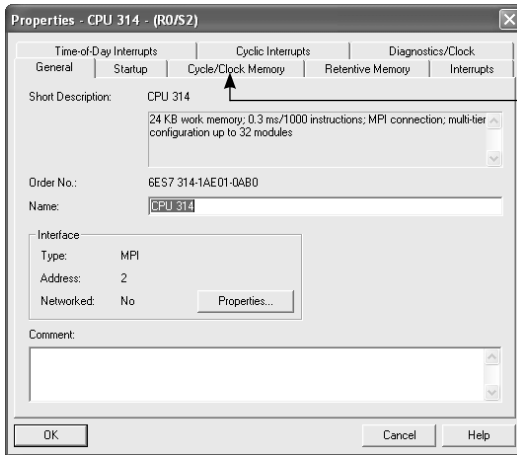 Properties - CPU 314 - (R0/S2)
Time-of-Day Interrupts Cyclic Interrupts Diagnostics/Clock
General Startup Cycle/Clock Memory Retentive Memory Interrupts
Short Description: CPU 314
24 KB work memory; 0.3 ms/1000 instructions; MPI connection; multi-tier
configuration up to 32 modules
Order No.: 6ES7 314-1AE01-0AB0
Name: CPU 314
Interface
Type: MPI
Address: 2
Networked: No Properties...
Comment:
OK Cancel Help